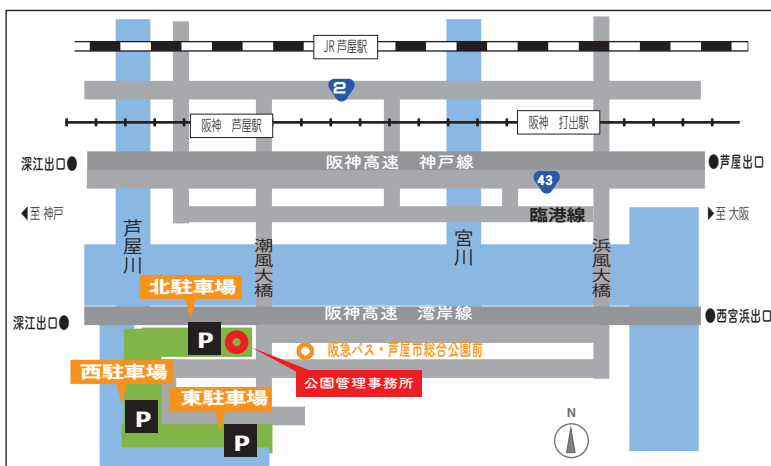 JR芦屋駅
2
阪神 芦屋駅
阪神 打出駅
深江出口
阪神高速 神戸線
芦屋出口
43
至 神戸
臨港線
至 大阪
芦屋川
潮風大橋
宮川
浜風大橋
北駐車場
深江出口
阪神高速 湾岸線
西宮浜出口
P
阪急バス・芦屋市総合公園前
西駐車場
公園管理事務所
東駐車場
P
P
N